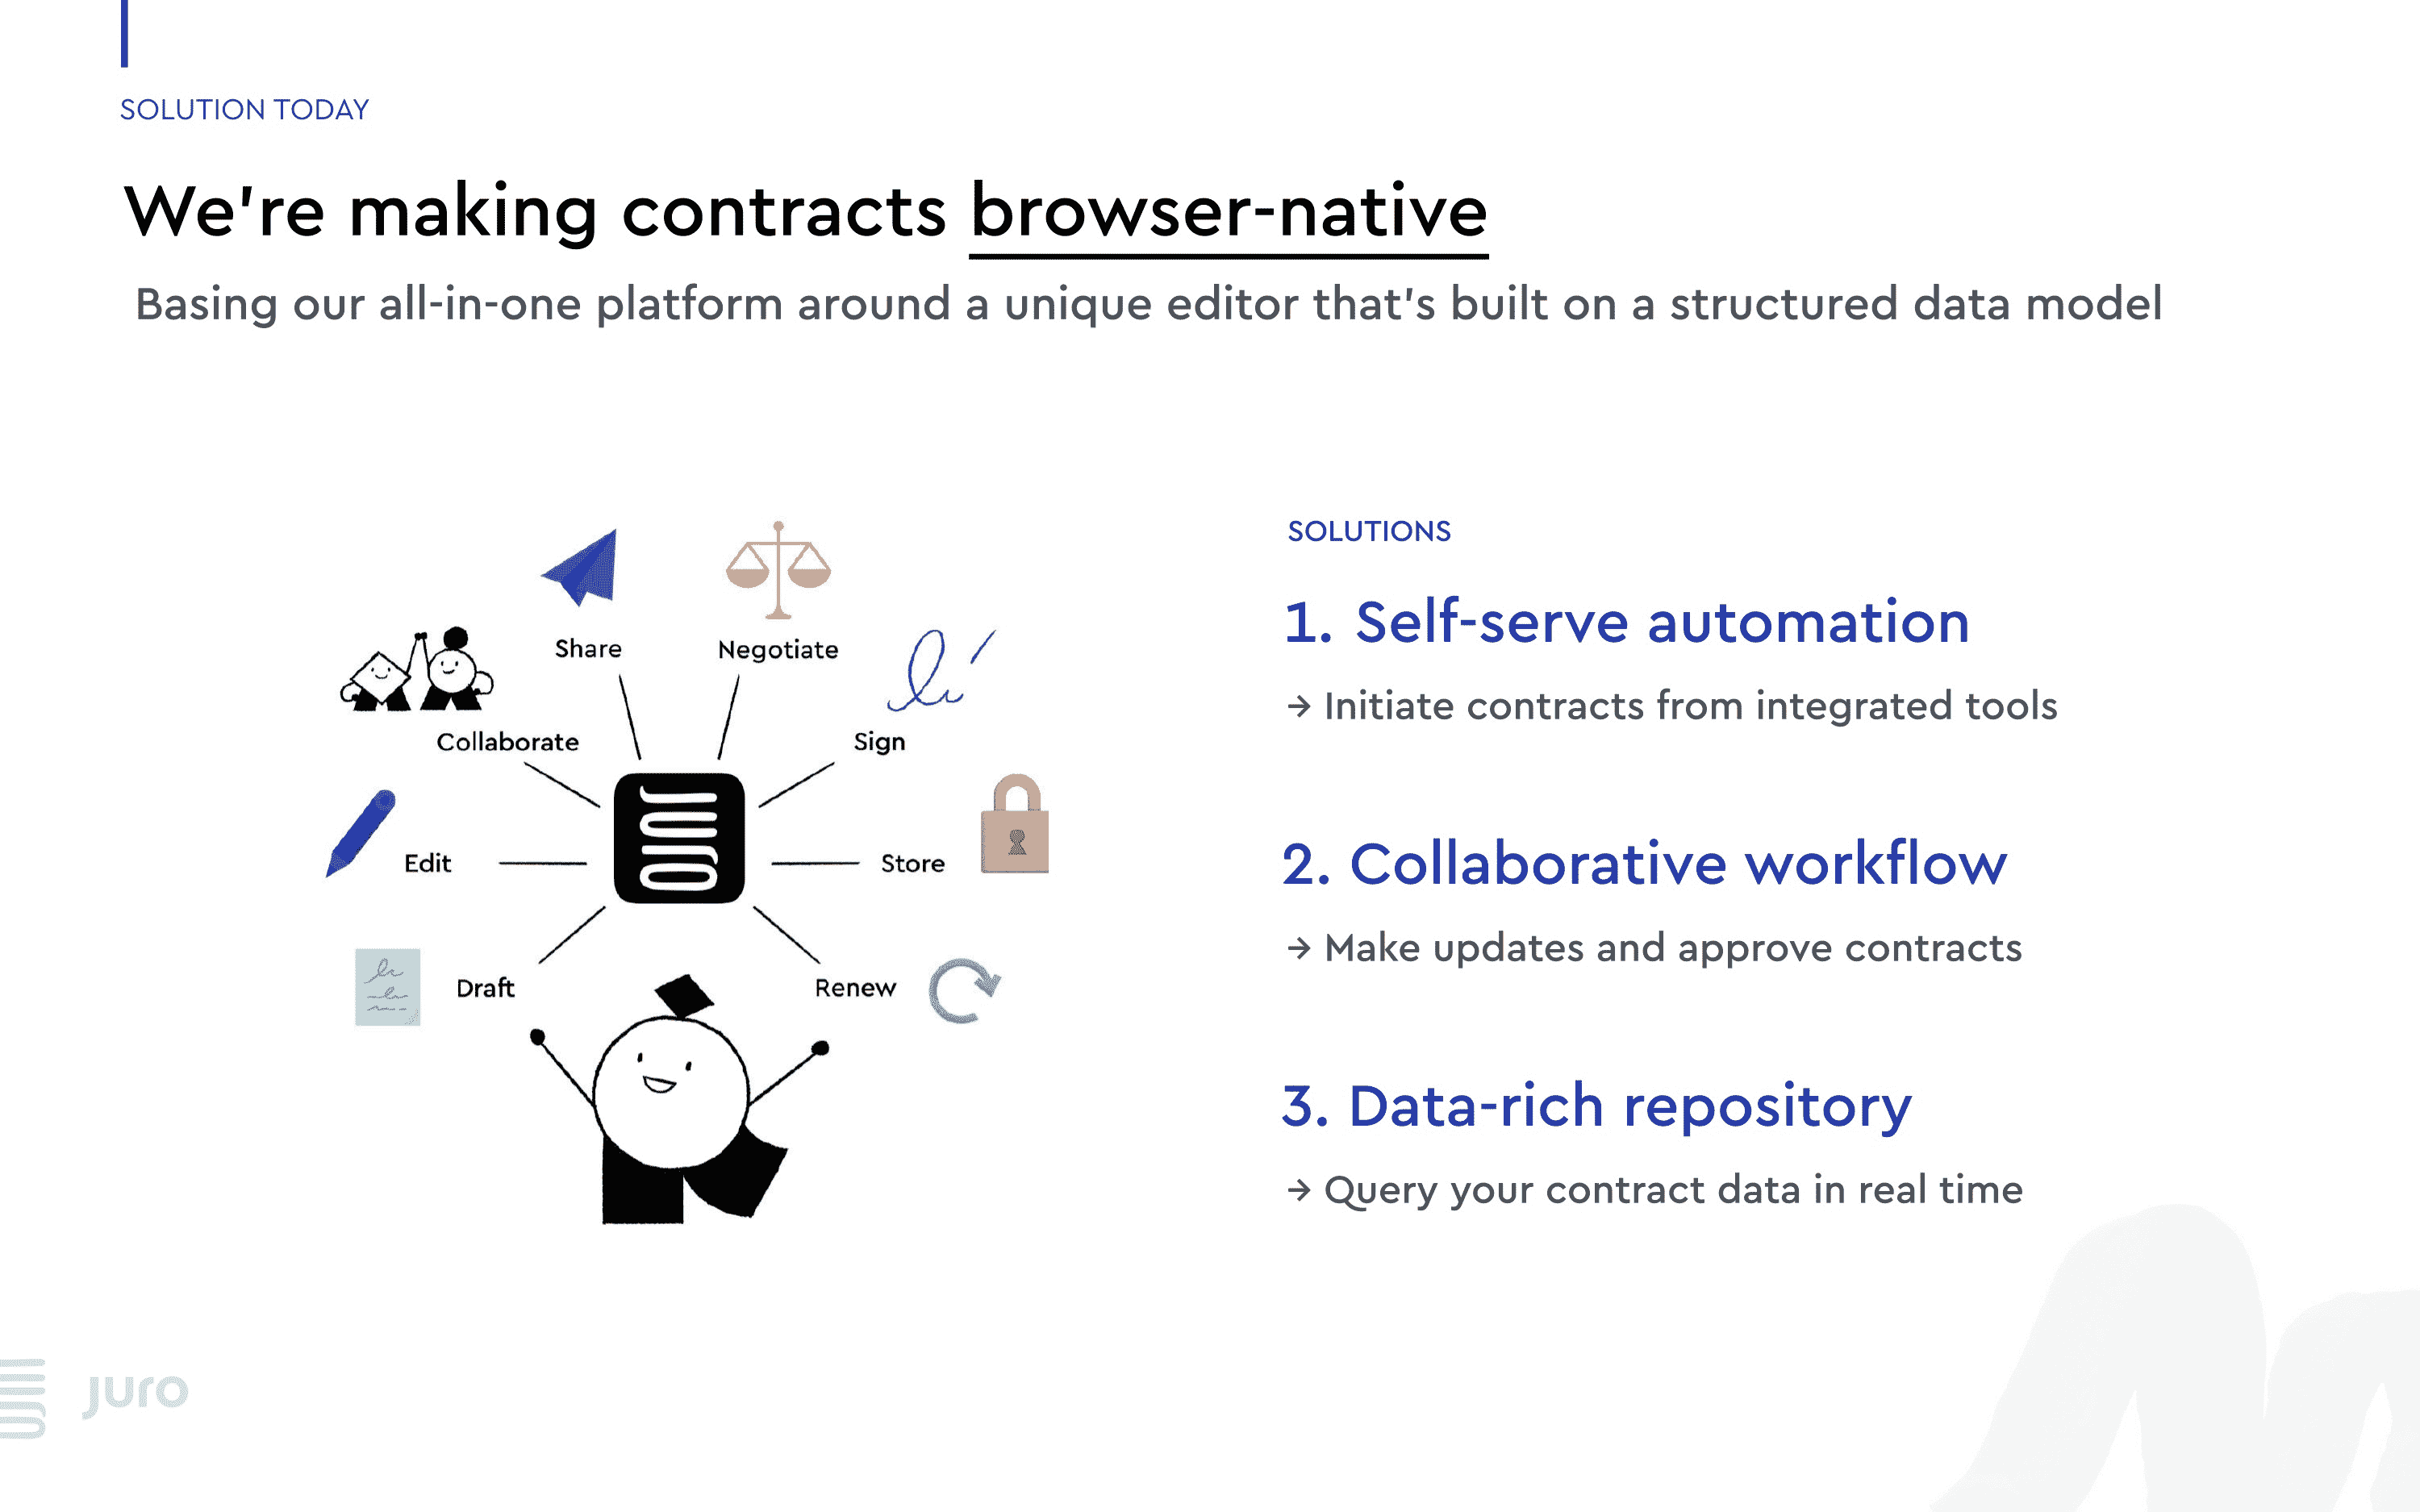 SOLUTION TODAY
We're making contracts browser-native
Basing our all-in-one platform around a unique editor that's built on a structured data model
Share
Negotiate
Collaborate
Sign
Edit
Store
Draft
Renew
juro
SOLUTIONS
1. Self-serve automation
→ Initiate contracts from integrated tools
2. Collaborative workflow
→ Make updates and approve contracts
3. Data-rich repository
→ Query your contract data in real time
juro